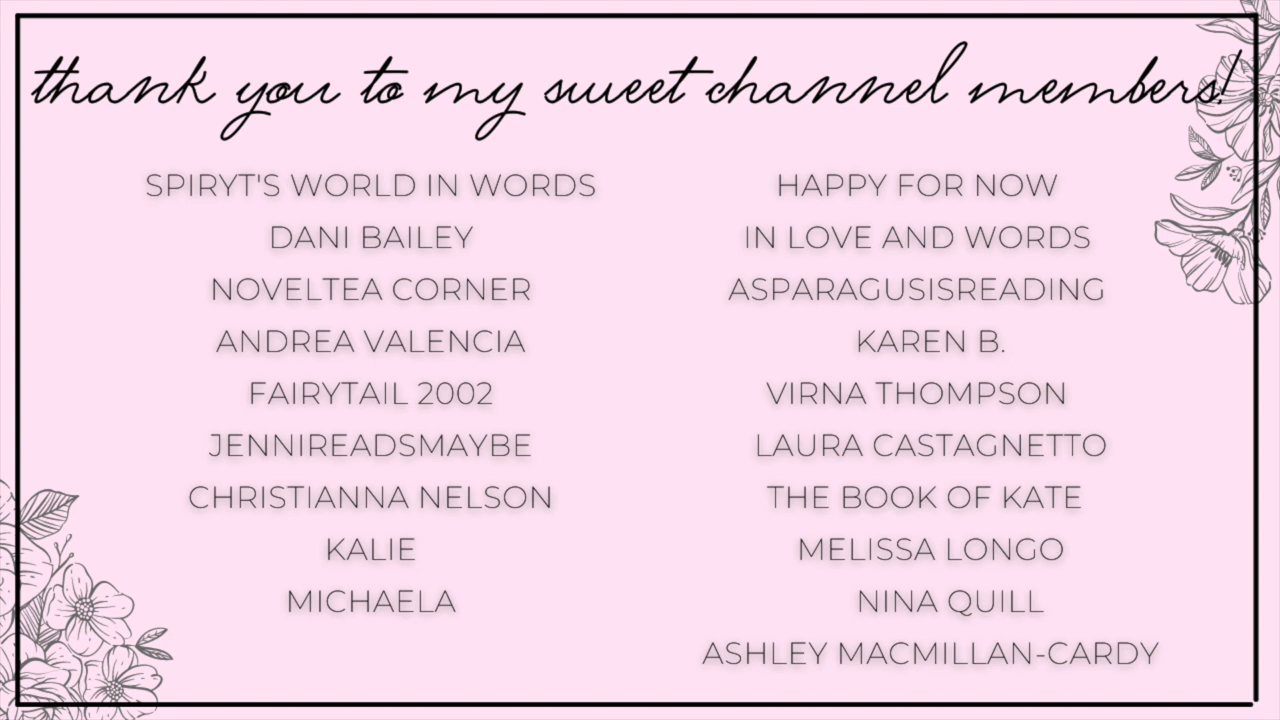 thank you to my sweet channel members!
SPIRYT'S WORLD IN WORDS
DANI BAILEY
NOVELTEA CORNER
ANDREA VALENCIA
FAIRYTAIL 2002
JENNIREADSMAYBE
CHRISTIANNA NELSON
KALIE
MICHAELA
HAPPY FOR NOW
IN LOVE AND WORDS
ASPARAGUSISREADING
KAREN B.
VIRNA THOMPSON
LAURA CASTAGNETTO
THE BOOK OF KATE
MELISSA LONGO
NINA QUILL
ASHLEY MACMILLAN-CARDY